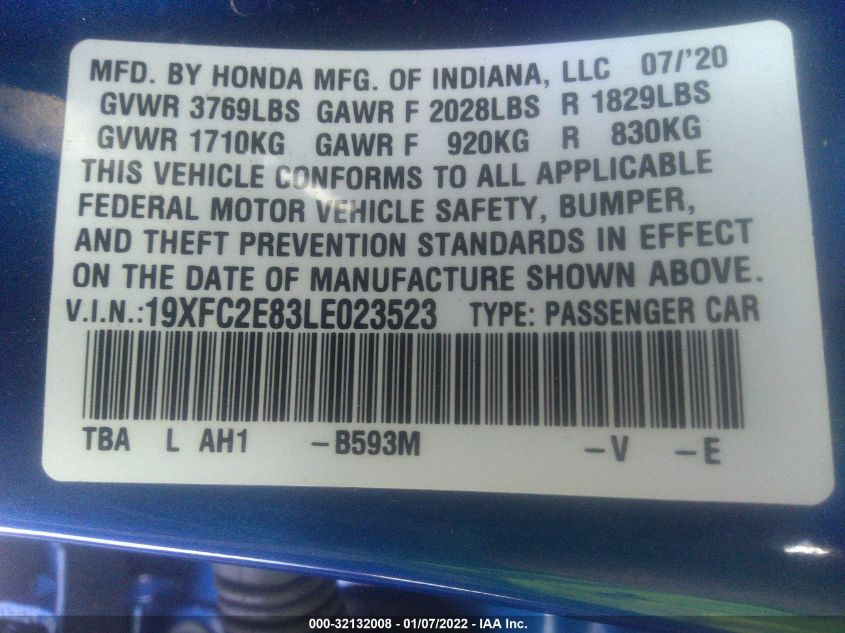 MFD. BY HONDA MFG. OF INDIANA, LLC 07/'20
GVWR 3769LBS GAWR F 2028LBS R 1829LBS
GVWR 1710KG GAWR F 920KG R 830KG
THIS VEHICLE CONFORMS TO ALL APPLICABLE
FEDERAL MOTOR VEHICLE SAFETY, BUMPER,
AND THEFT PREVENTION STANDARDS IN EFFECT
ON THE DATE OF MANUFACTURE SHOWN ABOVE.
V.I.N.:19XFC2E83LE023523 TYPE: PASSENGER CAR
TBA L AH1 –B593M –V –E
000-32132008 - 01/07/2022 - IAA Inc.